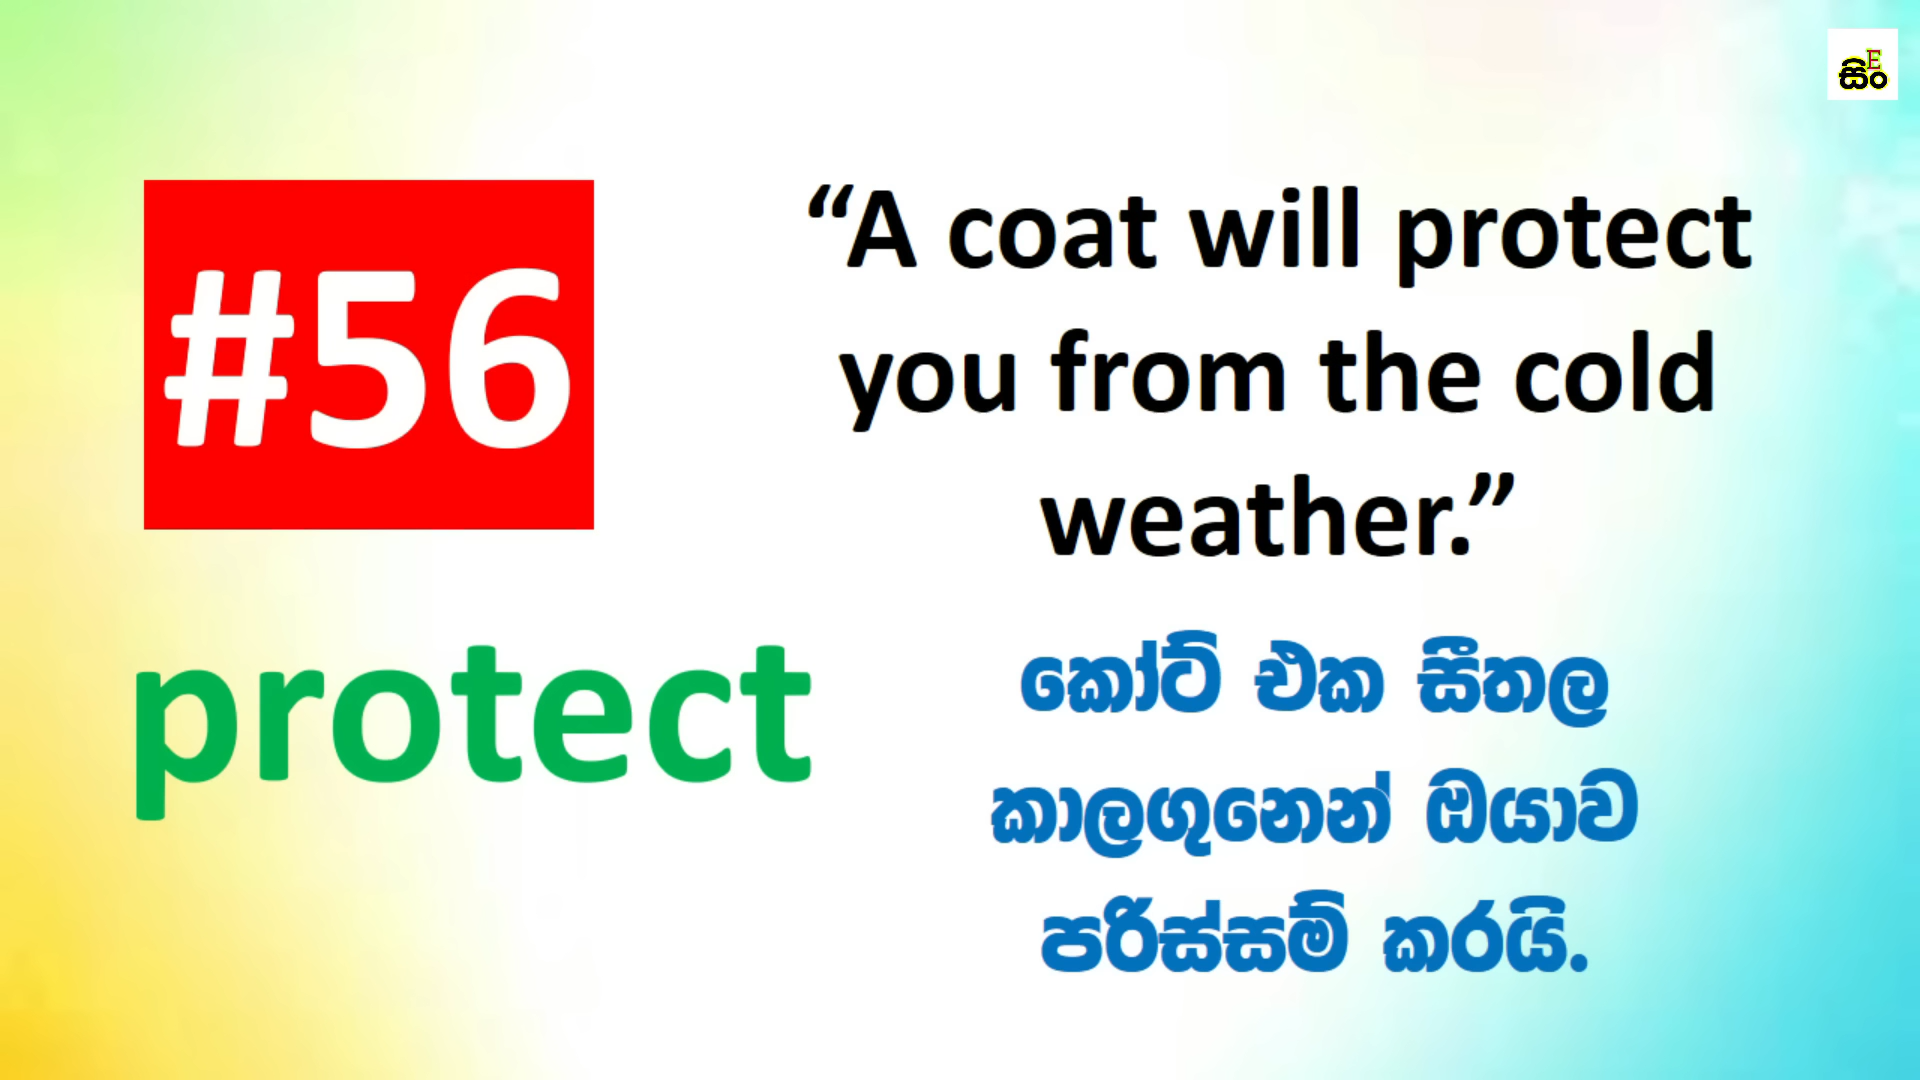 සිංE
#56
protect
“A coat will protect
you from the cold
weather.”
කෝට් එක සීතල
කාලගුනෙන් ඔයාව
පරිස්සම් කරයි.